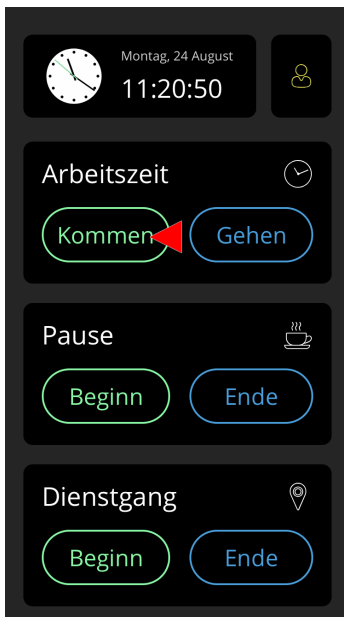 Montag, 24 August
11:20:50
Arbeitszeit
Kommen Gehen
Pause
Beginn Ende
Dienstgang
Beginn Ende